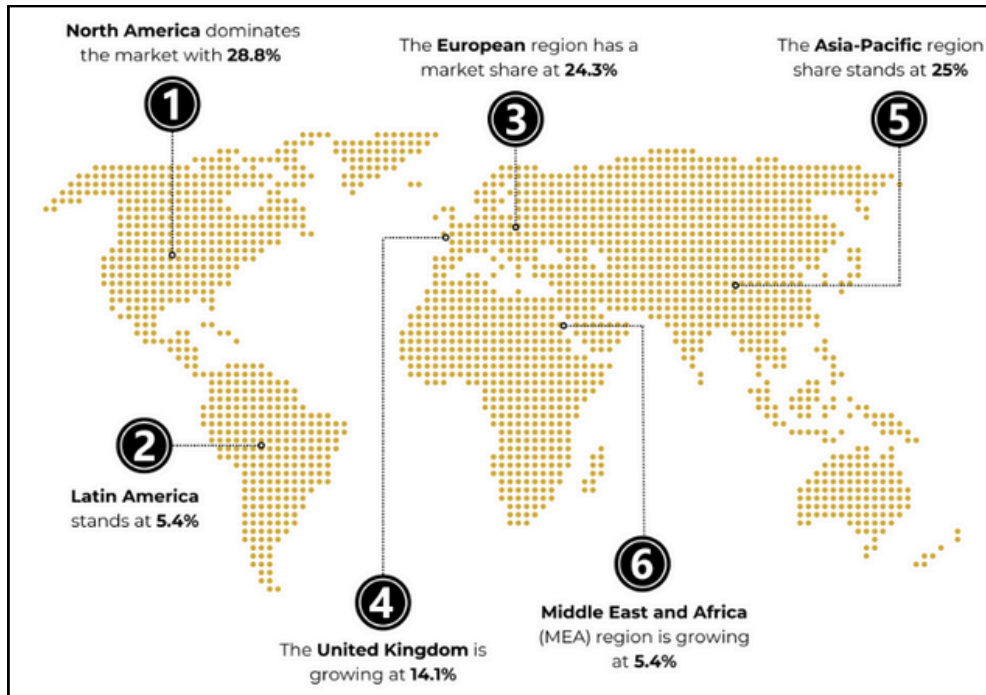 North America dominates
the market with 28.8%
1
2
Latin America
stands at 5.4%
The European region has a
market share at 24.3%
3
4
The United Kingdom is
growing at 14.1%
The Asia-Pacific region
share stands at 25%
5
6
Middle East and Africa
(MEA) region is growing
at 5.4%